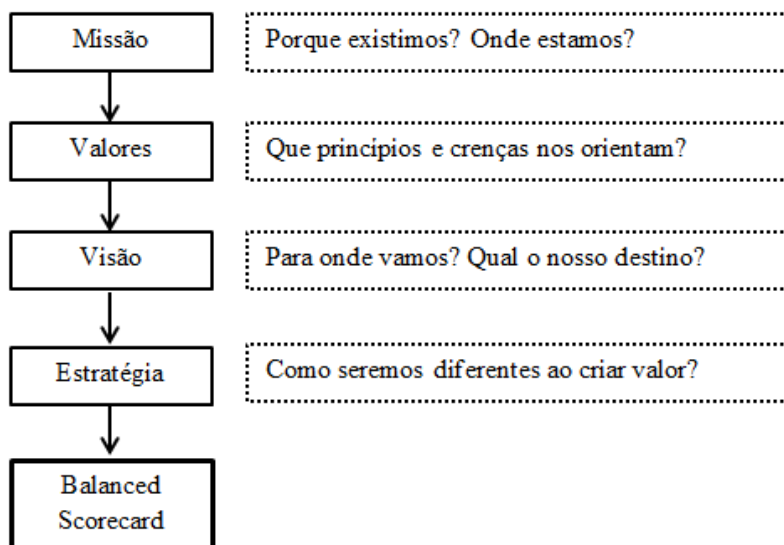 Missão
Porque existimos? Onde estamos?
Valores
Que princípios e crenças nos orientam?
Visão
Para onde vamos? Qual o nosso destino?
Estratégia
Como seremos diferentes ao criar valor?
Balanced
Scorecard